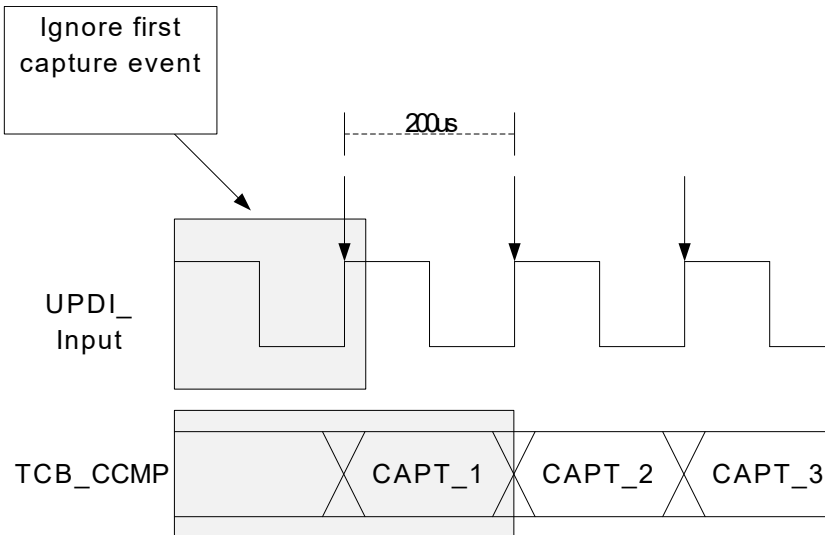 Ignore first
capture event
200us
UPDI_
Input
TCB_CCMP
CAPT_1
CAPT_2
CAPT_3